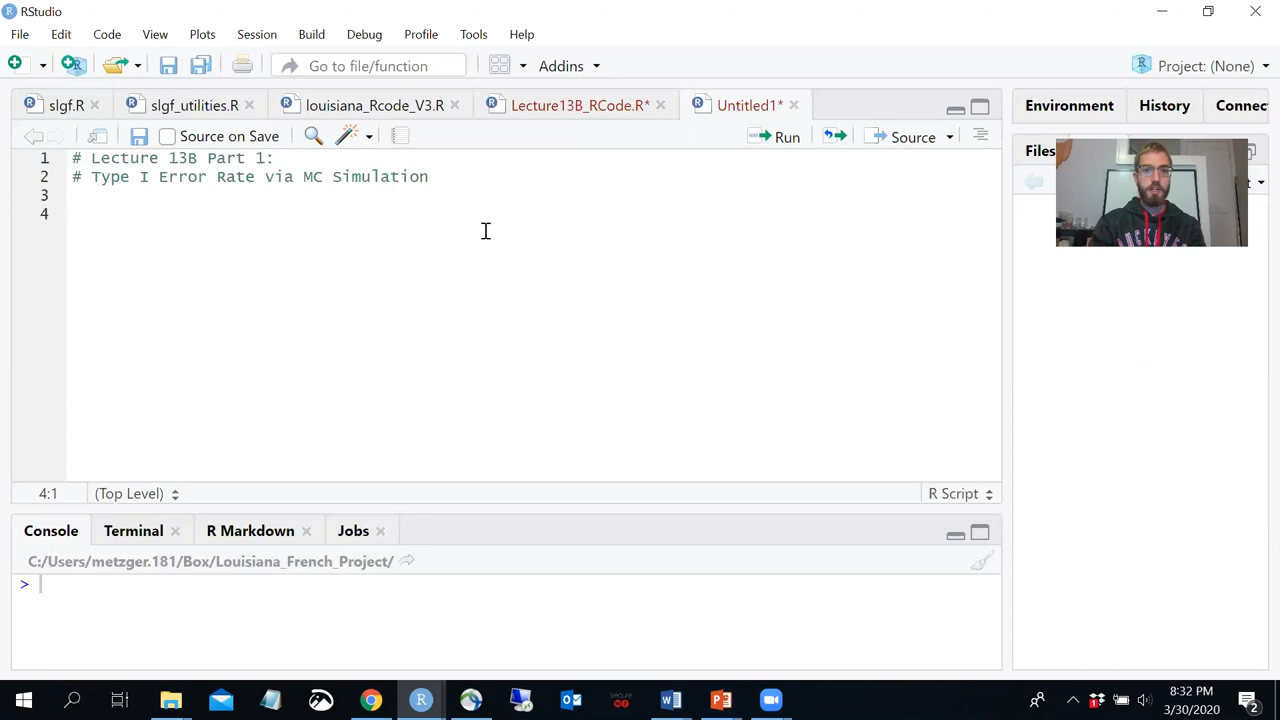 RStudio
File Edit Code View Plots Session Build Debug Profile Tools Help
Go to file/function Addins Project: (None)
slgf.R slgf_utilities.R louisiana_Rcode_V3.R Lecture13B_RCode.R* Untitled1*
Environment History Connec
Source on Save Run Source
Files
1 # Lecture 13B Part 1:
2 # Type I Error Rate via MC Simulation
3
4
4:1 (Top Level) R Script
Console Terminal R Markdown Jobs
C:/Users/metzger.181/Box/Louisiana_French_Project/
>
8:32 PM
3/30/2020
2